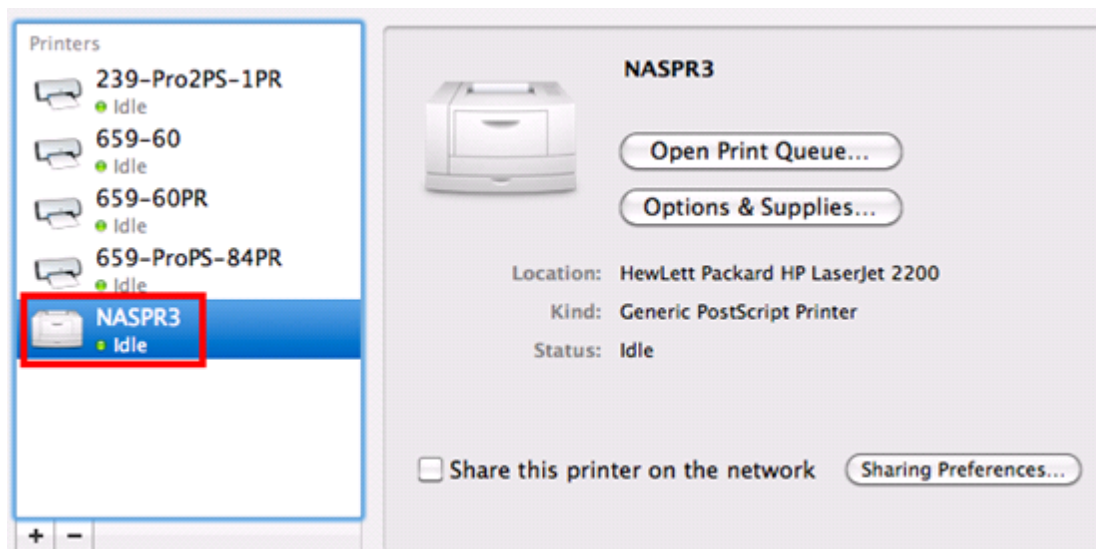 Printers
239-Pro2PS-1PR
Idle
659-60
Idle
659-60PR
Idle
659-ProPS-84PR
Idle
NASPR3
Idle
+ −
NASPR3
Open Print Queue...
Options & Supplies...
Location: HewLett Packard HP LaserJet 2200
Kind: Generic PostScript Printer
Status: Idle
Share this printer on the network
Sharing Preferences...